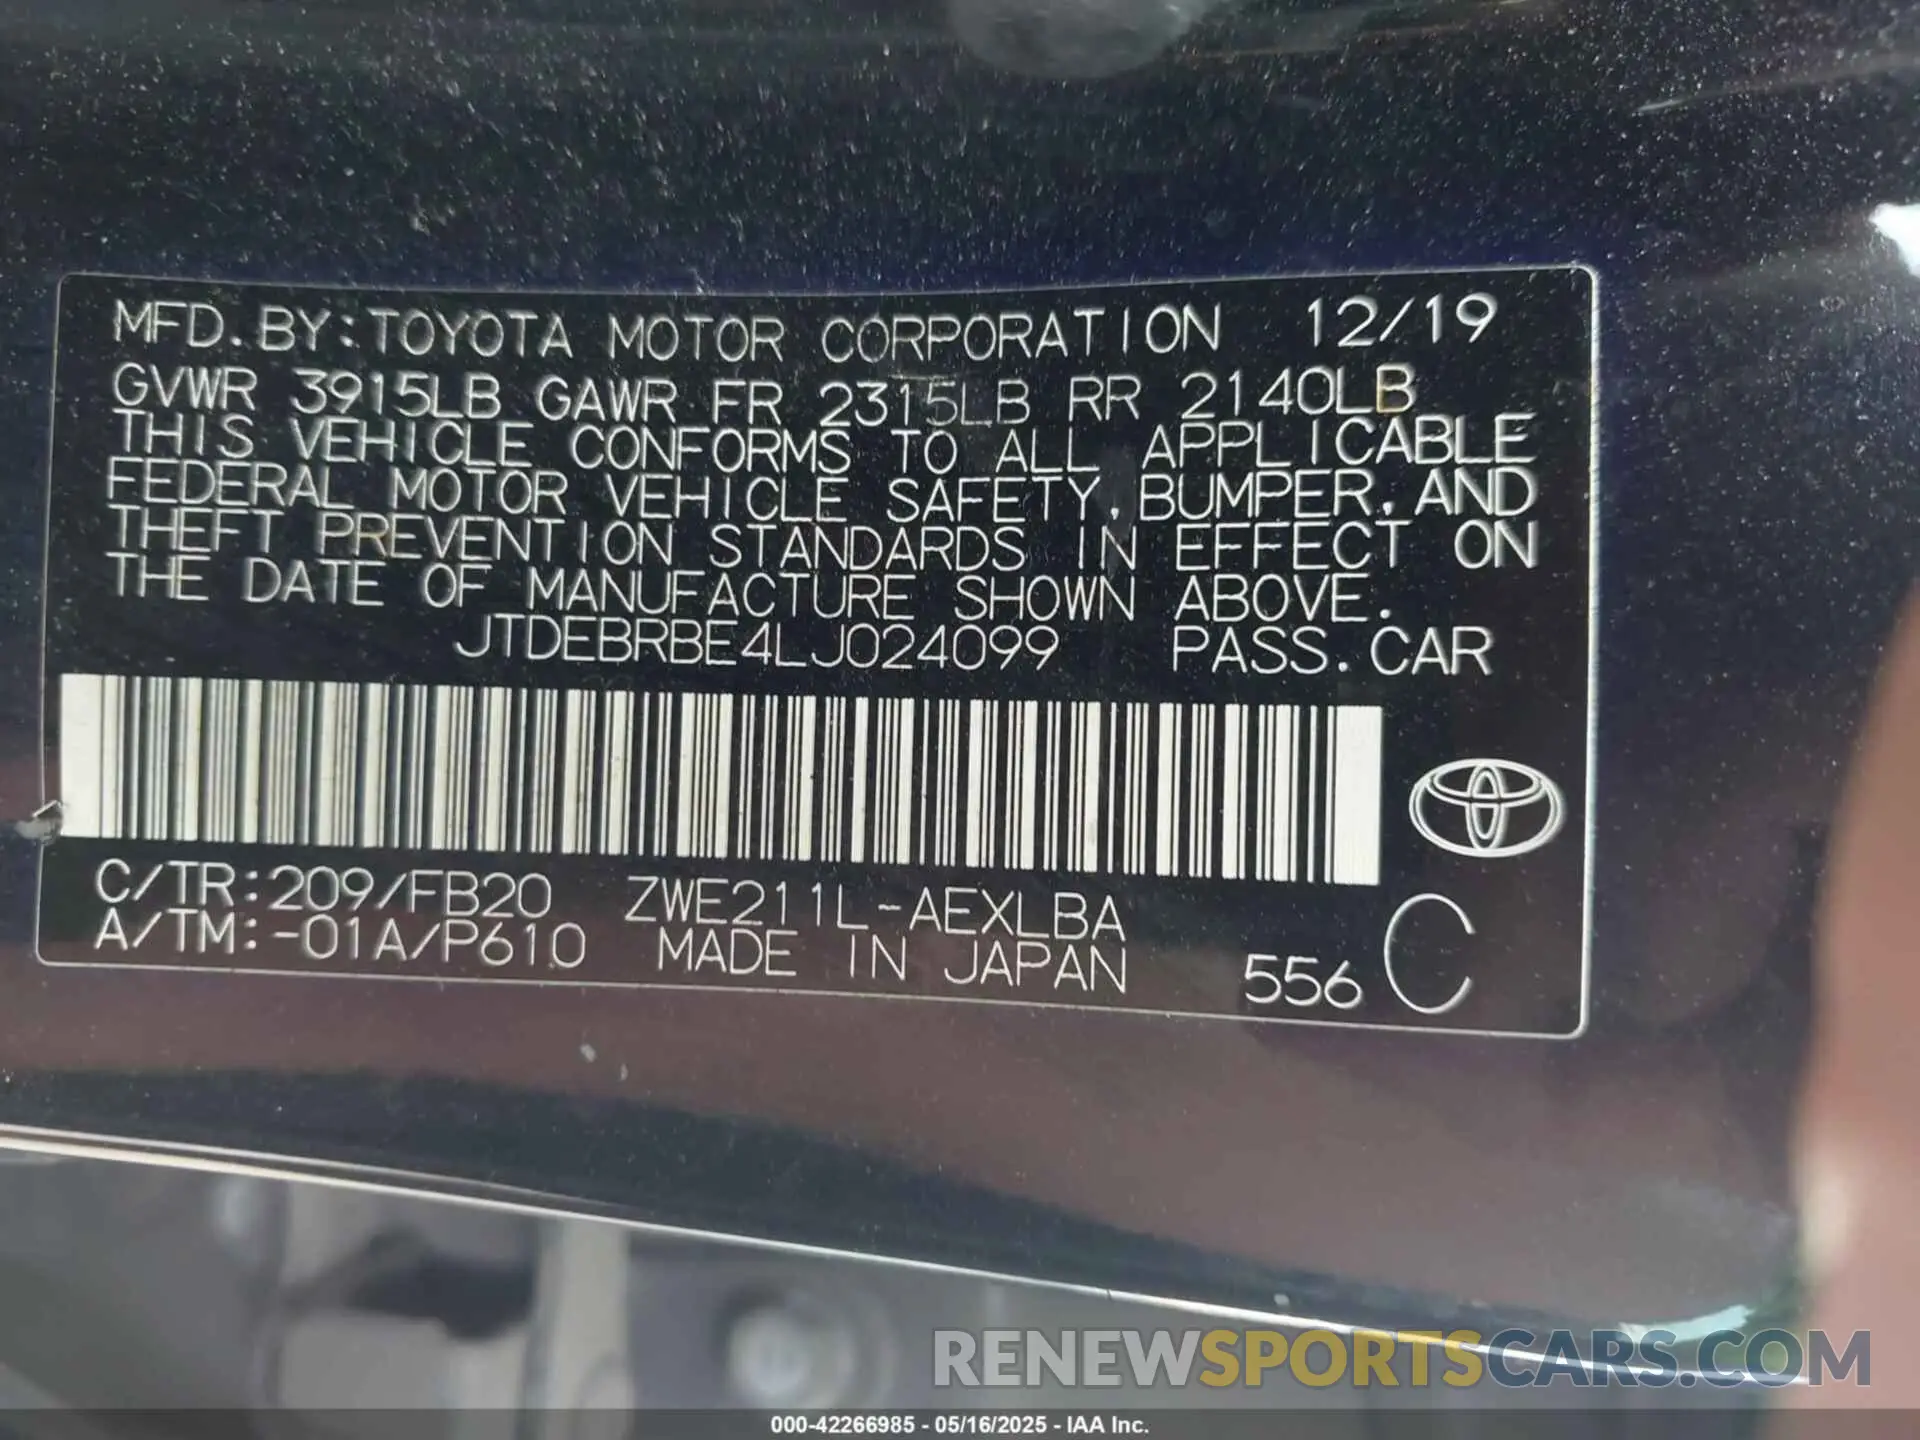 MFD. BY: TOYOTA MOTOR CORPORATION 12/19
GVWR 3915LB GAWR FR 2315LB RR 2140LB
THIS VEHICLE CONFORMS TO ALL APPLICABLE
FEDERAL MOTOR VEHICLE SAFETY, BUMPER, AND
THEFT PREVENTION STANDARDS IN EFFECT ON
THE DATE OF MANUFACTURE SHOWN ABOVE.
JTDEBRBE4LJ024099 PASS. CAR
C/TR:209/FB20 ZWE211L-AEXLBA
A/TM:-01A/P610 MADE IN JAPAN 556 C
RENEWSPORTSCARS.COM
000-42266985 - 05/16/2025 - IAA Inc.